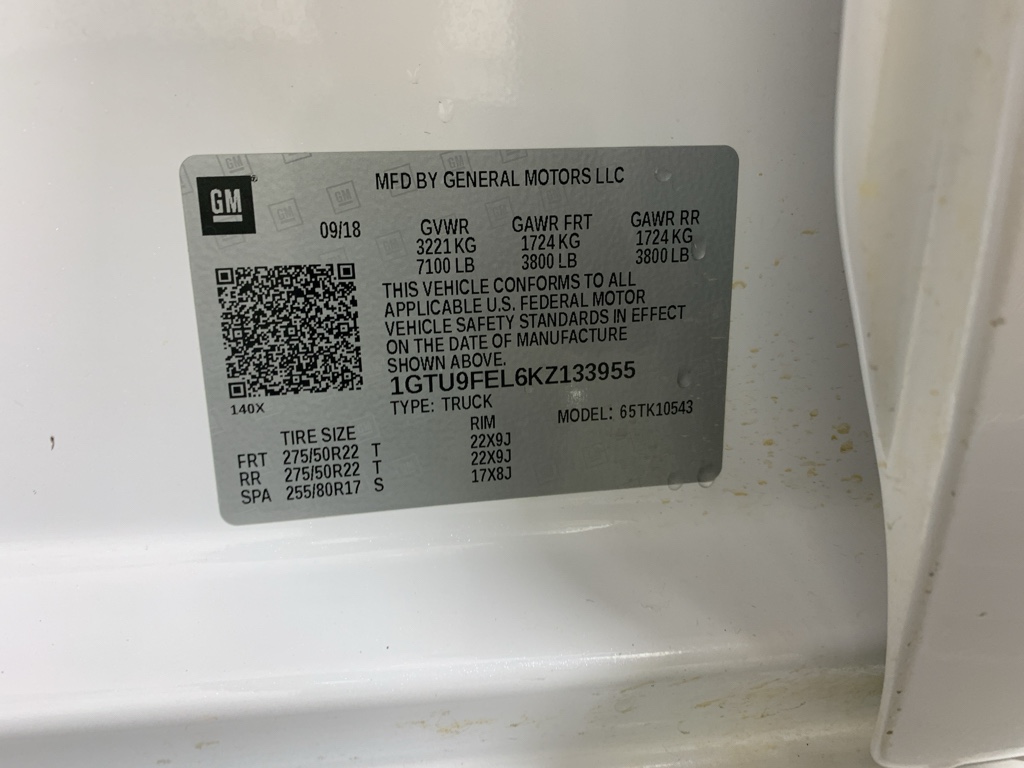 GM
MFD BY GENERAL MOTORS LLC
09/18
GVWR GAWR FRT GAWR RR
3221 KG 1724 KG 1724 KG
7100 LB 3800 LB 3800 LB
THIS VEHICLE CONFORMS TO ALL
APPLICABLE U.S. FEDERAL MOTOR
VEHICLE SAFETY STANDARDS IN EFFECT
ON THE DATE OF MANUFACTURE
SHOWN ABOVE.
1GTU9FEL6KZ133955
140X
TYPE: TRUCK MODEL: 65TK10543
TIRE SIZE RIM
FRT 275/50R22 T 22X9J
RR 275/50R22 T 22X9J
SPA 255/80R17 S 17X8J